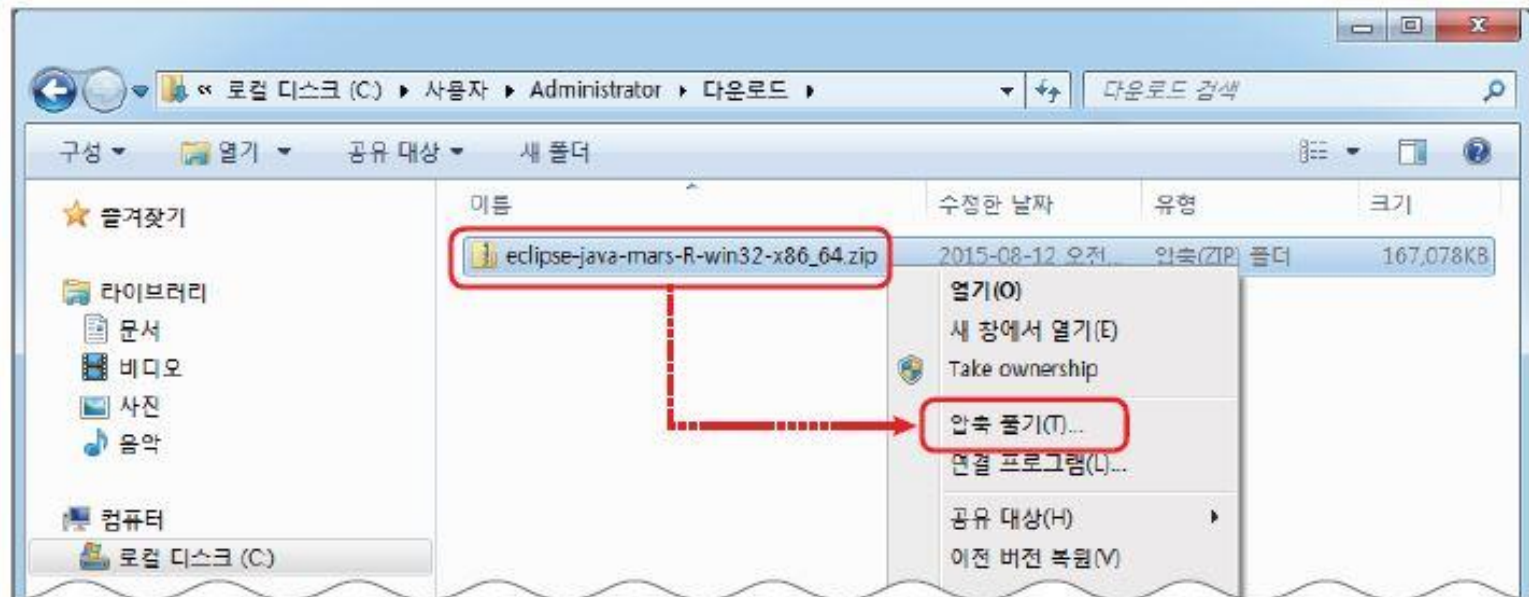 « 로컬 디스크 (C:) ▸ 사용자 ▸ Administrator ▸ 다운로드 ▸
다운로드 검색
구성 열기 공유 대상 새 폴더
이름 수정한 날짜 유형 크기
eclipse-java-mars-R-win32-x86_64.zip 2015-08-12 오전... 압축(ZIP) 폴더 167,078KB
즐겨찾기
라이브러리
문서
비디오
사진
음악
컴퓨터
로컬 디스크 (C:)
열기(O)
새 창에서 열기(E)
Take ownership
압축 풀기(T)...
연결 프로그램(L)...
공유 대상(H)
이전 버전 복원(V)